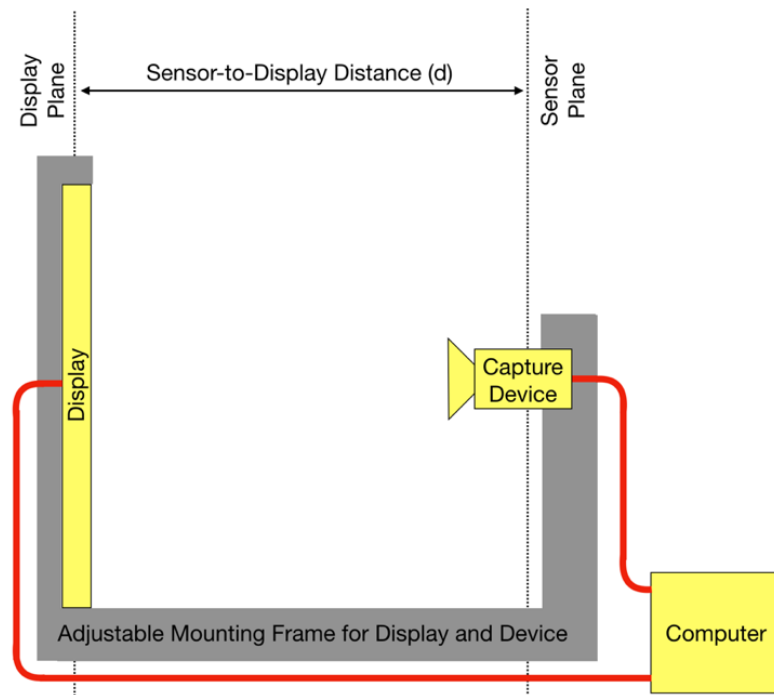 Display
Plane
Sensor-to-Display Distance (d)
Sensor
Plane
Display
Capture
Device
Adjustable Mounting Frame for Display and Device
Computer